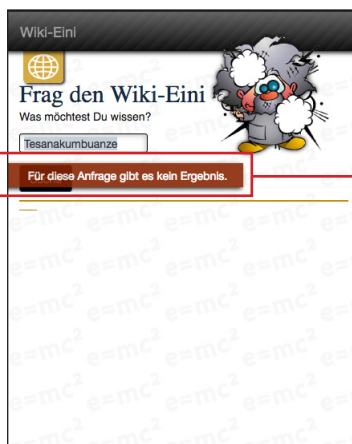 Wiki-Eini
Frag den Wiki-Eini
Was möchtest Du wissen?
Tesanakumbuanze
Für diese Anfrage gibt es kein Ergebnis.
e=mc²